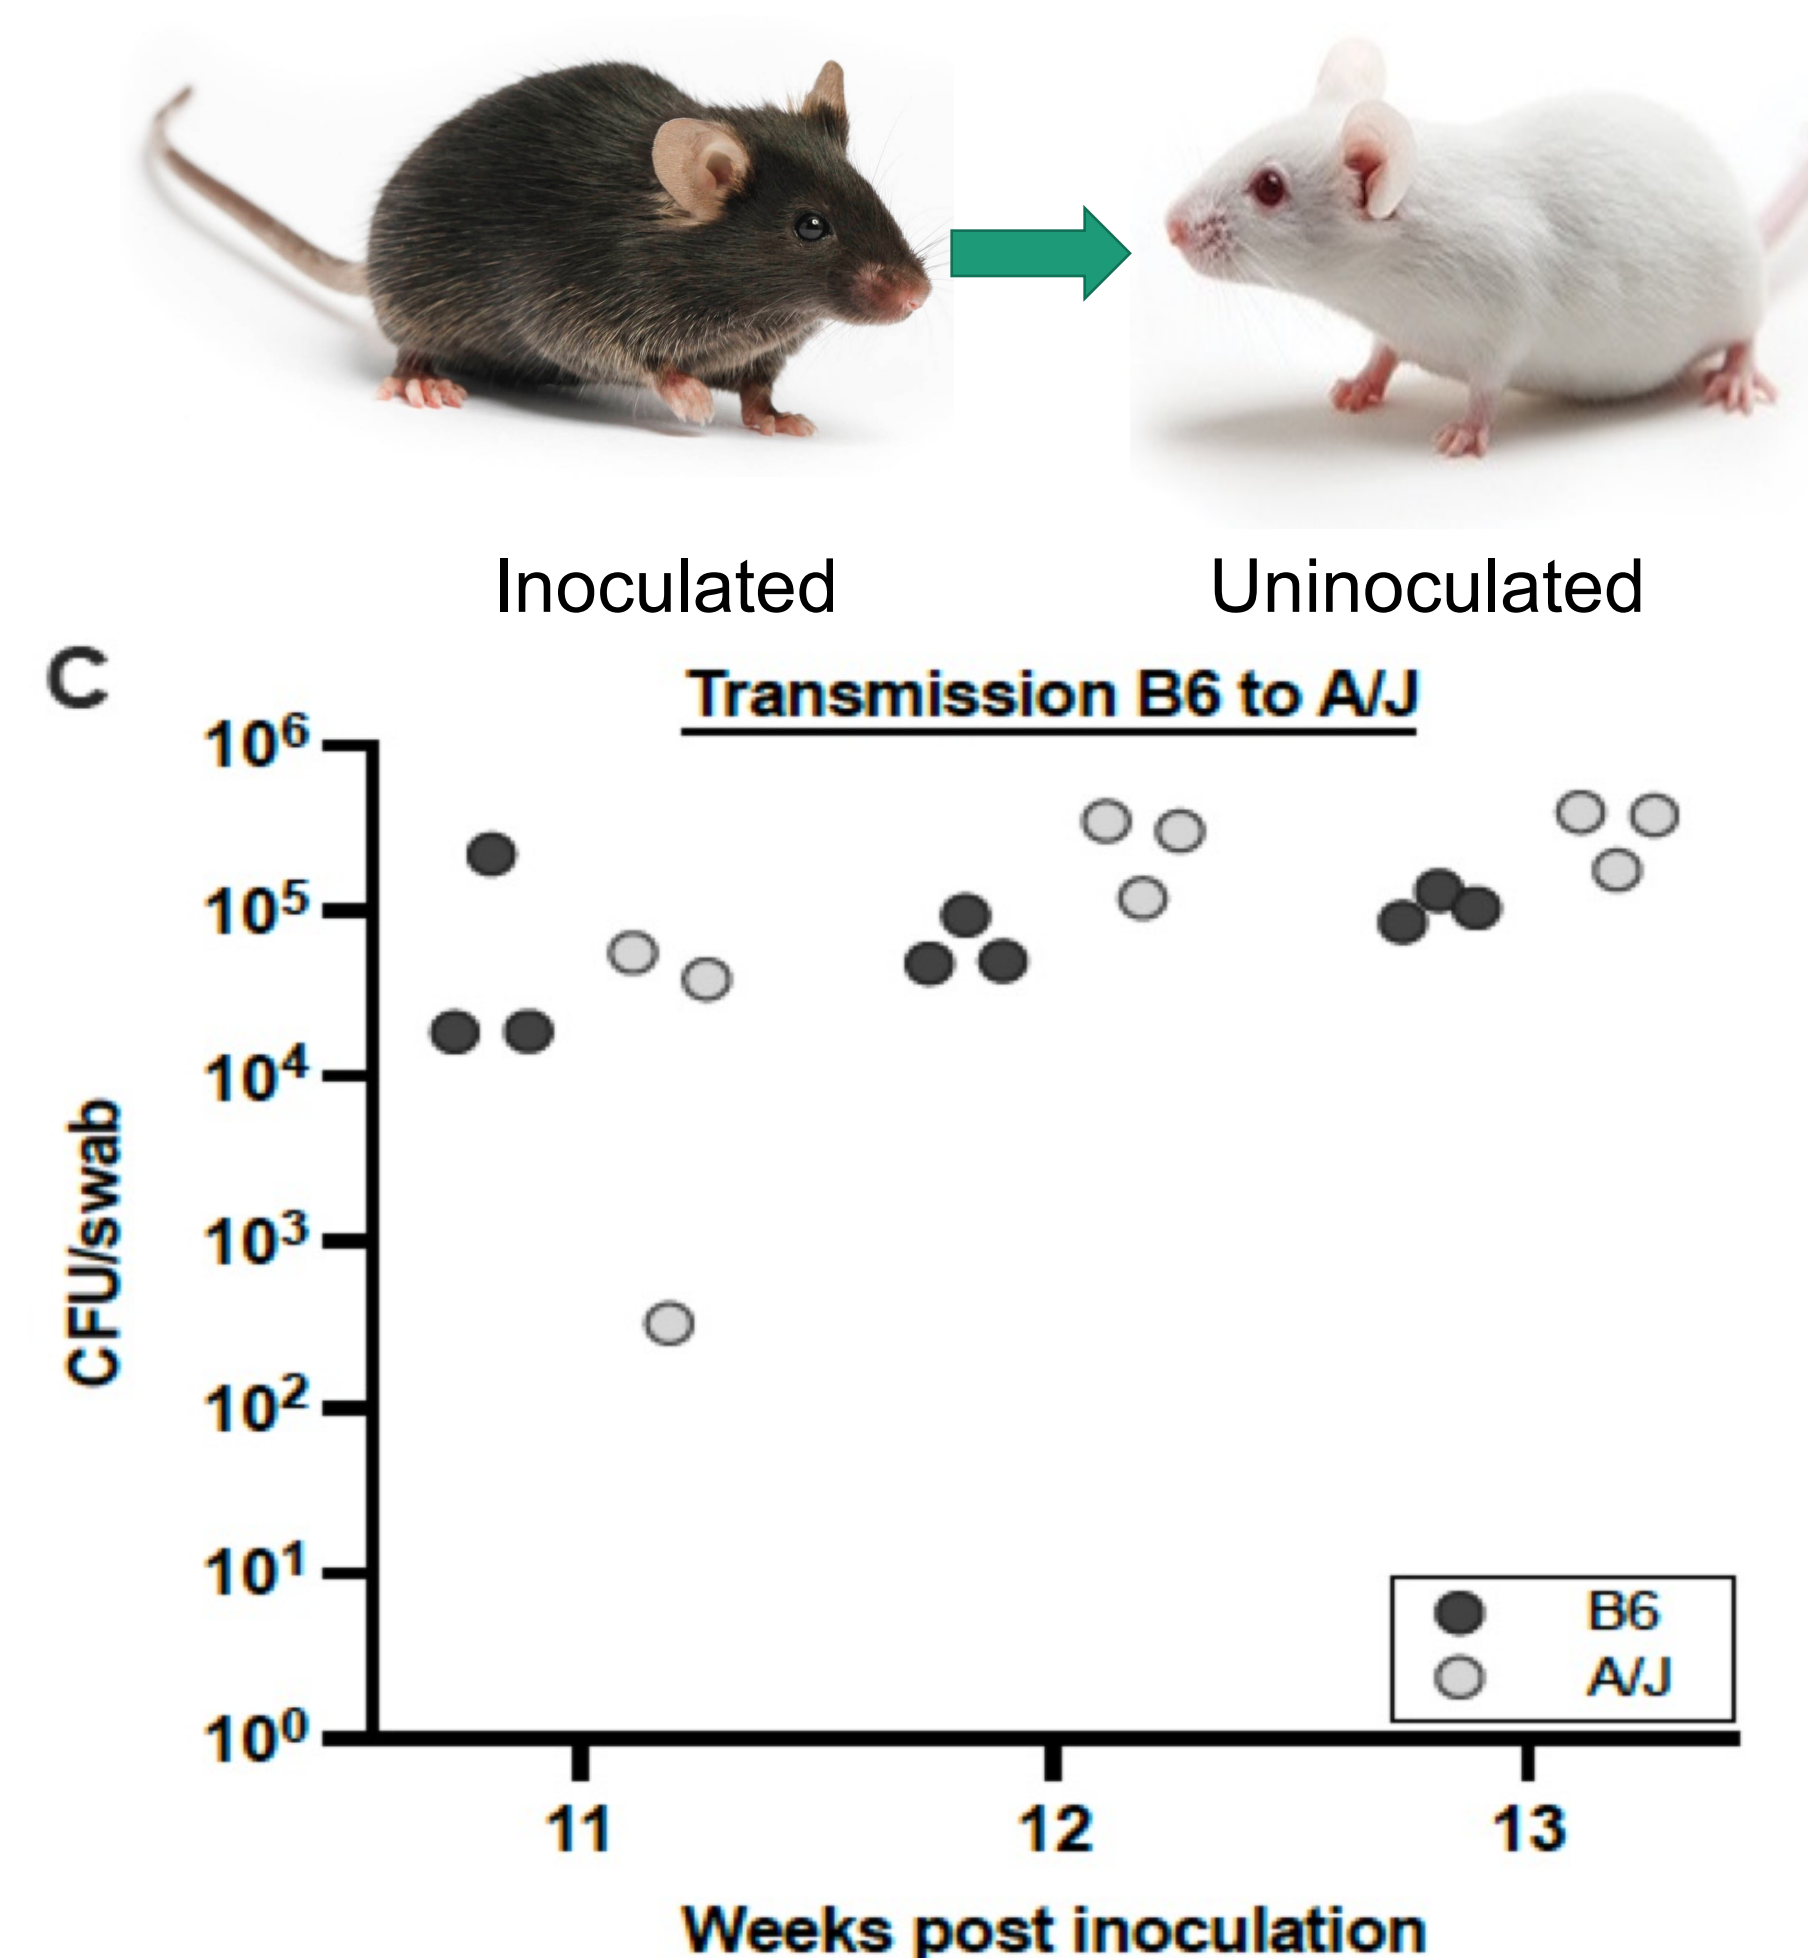 Inoculated
Uninoculated
C
Transmission B6 to A/J
10⁶
10⁵
10⁴
10³
10²
10¹
10⁰
CFU/swab
B6
A/J
11
12
13
Weeks post inoculation